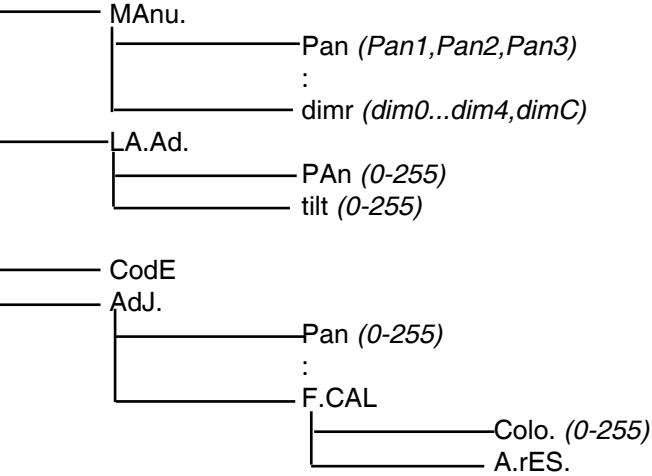 MAnu.
Pan (Pan1,Pan2,Pan3)
:
dimr (dim0...dim4,dimC)
LA.Ad.
PAn (0-255)
tilt (0-255)
CodE
AdJ.
Pan (0-255)
:
F.CAL
Colo. (0-255)
A.rES.